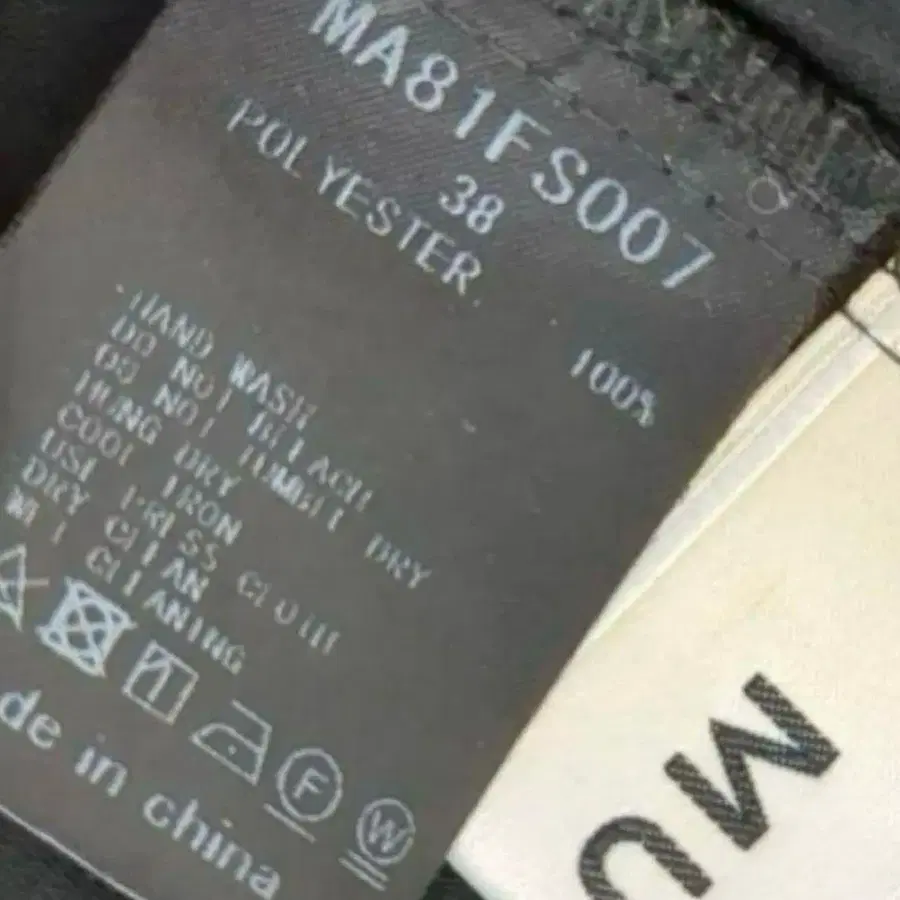 MA81FS007
38
POLYESTER 100%
HAND WASH
DO NOT BLEACH
DO NOT TUMBLE DRY
HUNG DRY
COOL IRON
USE PRESS CLOTH
DRY CLEAN
WET CLEANING
F
W
de in china
MU